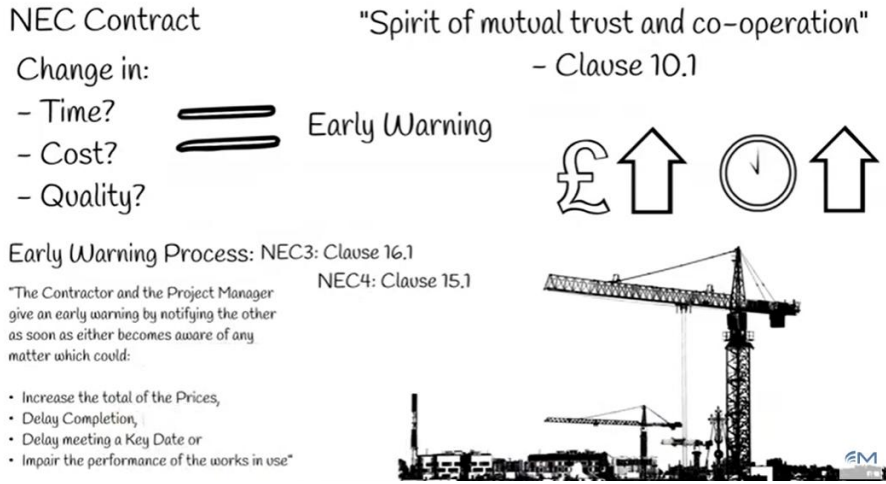 NEC Contract
"Spirit of mutual trust and co-operation"
- Clause 10.1
Change in:
- Time?
- Cost?
- Quality?
Early Warning
£
Early Warning Process: NEC3: Clause 16.1
NEC4: Clause 15.1
"The Contractor and the Project Manager
give an early warning by notifying the other
as soon as either becomes aware of any
matter which could:
• Increase the total of the Prices,
• Delay Completion,
• Delay meeting a Key Date or
• Impair the performance of the works in use"